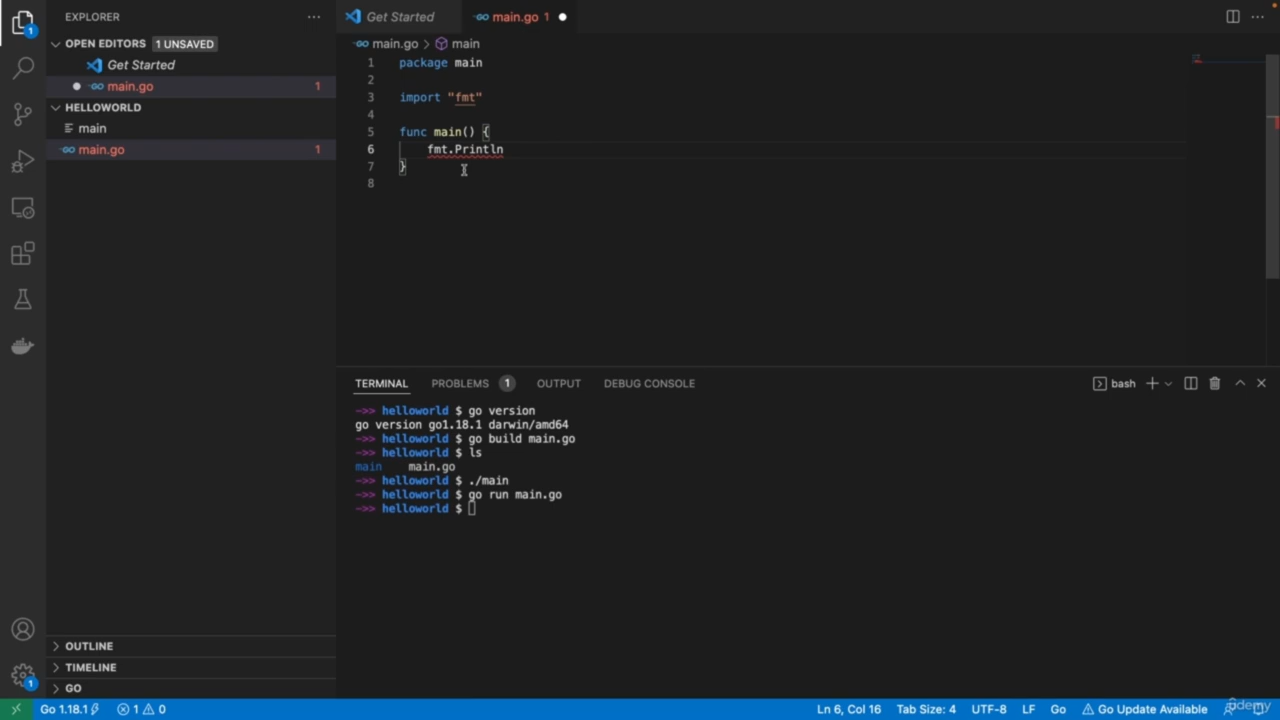 EXPLORER
OPEN EDITORS 1 UNSAVED
Get Started
main.go 1
HELLOWORLD
main
main.go 1
OUTLINE
TIMELINE
GO
1
1
Get Started
main.go 1
main.go > main
1 package main
2
3 import "fmt"
4
5 func main() {
6 fmt.Println
7 }
8
TERMINAL PROBLEMS 1 OUTPUT DEBUG CONSOLE
bash
->> helloworld $ go version
go version go1.18.1 darwin/amd64
->> helloworld $ go build main.go
->> helloworld $ ls
main main.go
->> helloworld $ ./main
->> helloworld $ go run main.go
->> helloworld $
Go 1.18.1 1 0 Ln 6, Col 16 Tab Size: 4 UTF-8 LF Go Go Update Available
udemy